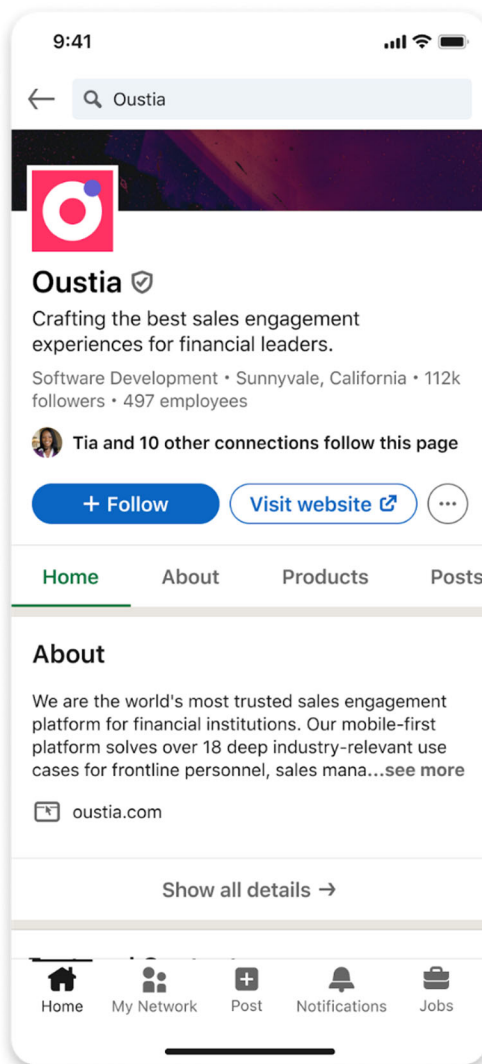 9:41
Oustia
Oustia
Crafting the best sales engagement
experiences for financial leaders.
Software Development • Sunnyvale, California • 112k
followers • 497 employees
Tia and 10 other connections follow this page
+ Follow
Visit website
Home About Products Posts
About
We are the world's most trusted sales engagement
platform for financial institutions. Our mobile-first
platform solves over 18 deep industry-relevant use
cases for frontline personnel, sales mana...see more
oustia.com
Show all details →
Home My Network Post Notifications Jobs